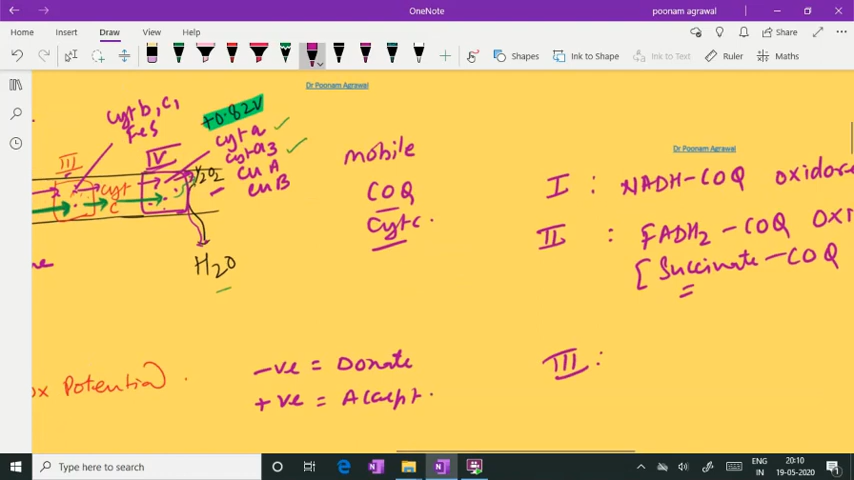 OneNote
poonam agrawal
Home
Insert
Draw
View
Help
Share
Shapes
Ink to Shape
Ink to Text
Ruler
Maths
Dr Poonam Agrawal
Dr Poonam Agrawal
cyt b, c,
FeS
+0.82V
III
IV
cyt a
cyt a3
cu A
cu B
cyt
c
½O2
H2O
mobile
COQ
Cyt c.
I : NADH-COQ oxidore
II : FADH2-COQ OXI
[Succinate-COQ
III :
ox Potential
-ve = Donate
+ve = Accept.
Type here to search
ENG
IN
20:10
19-05-2020